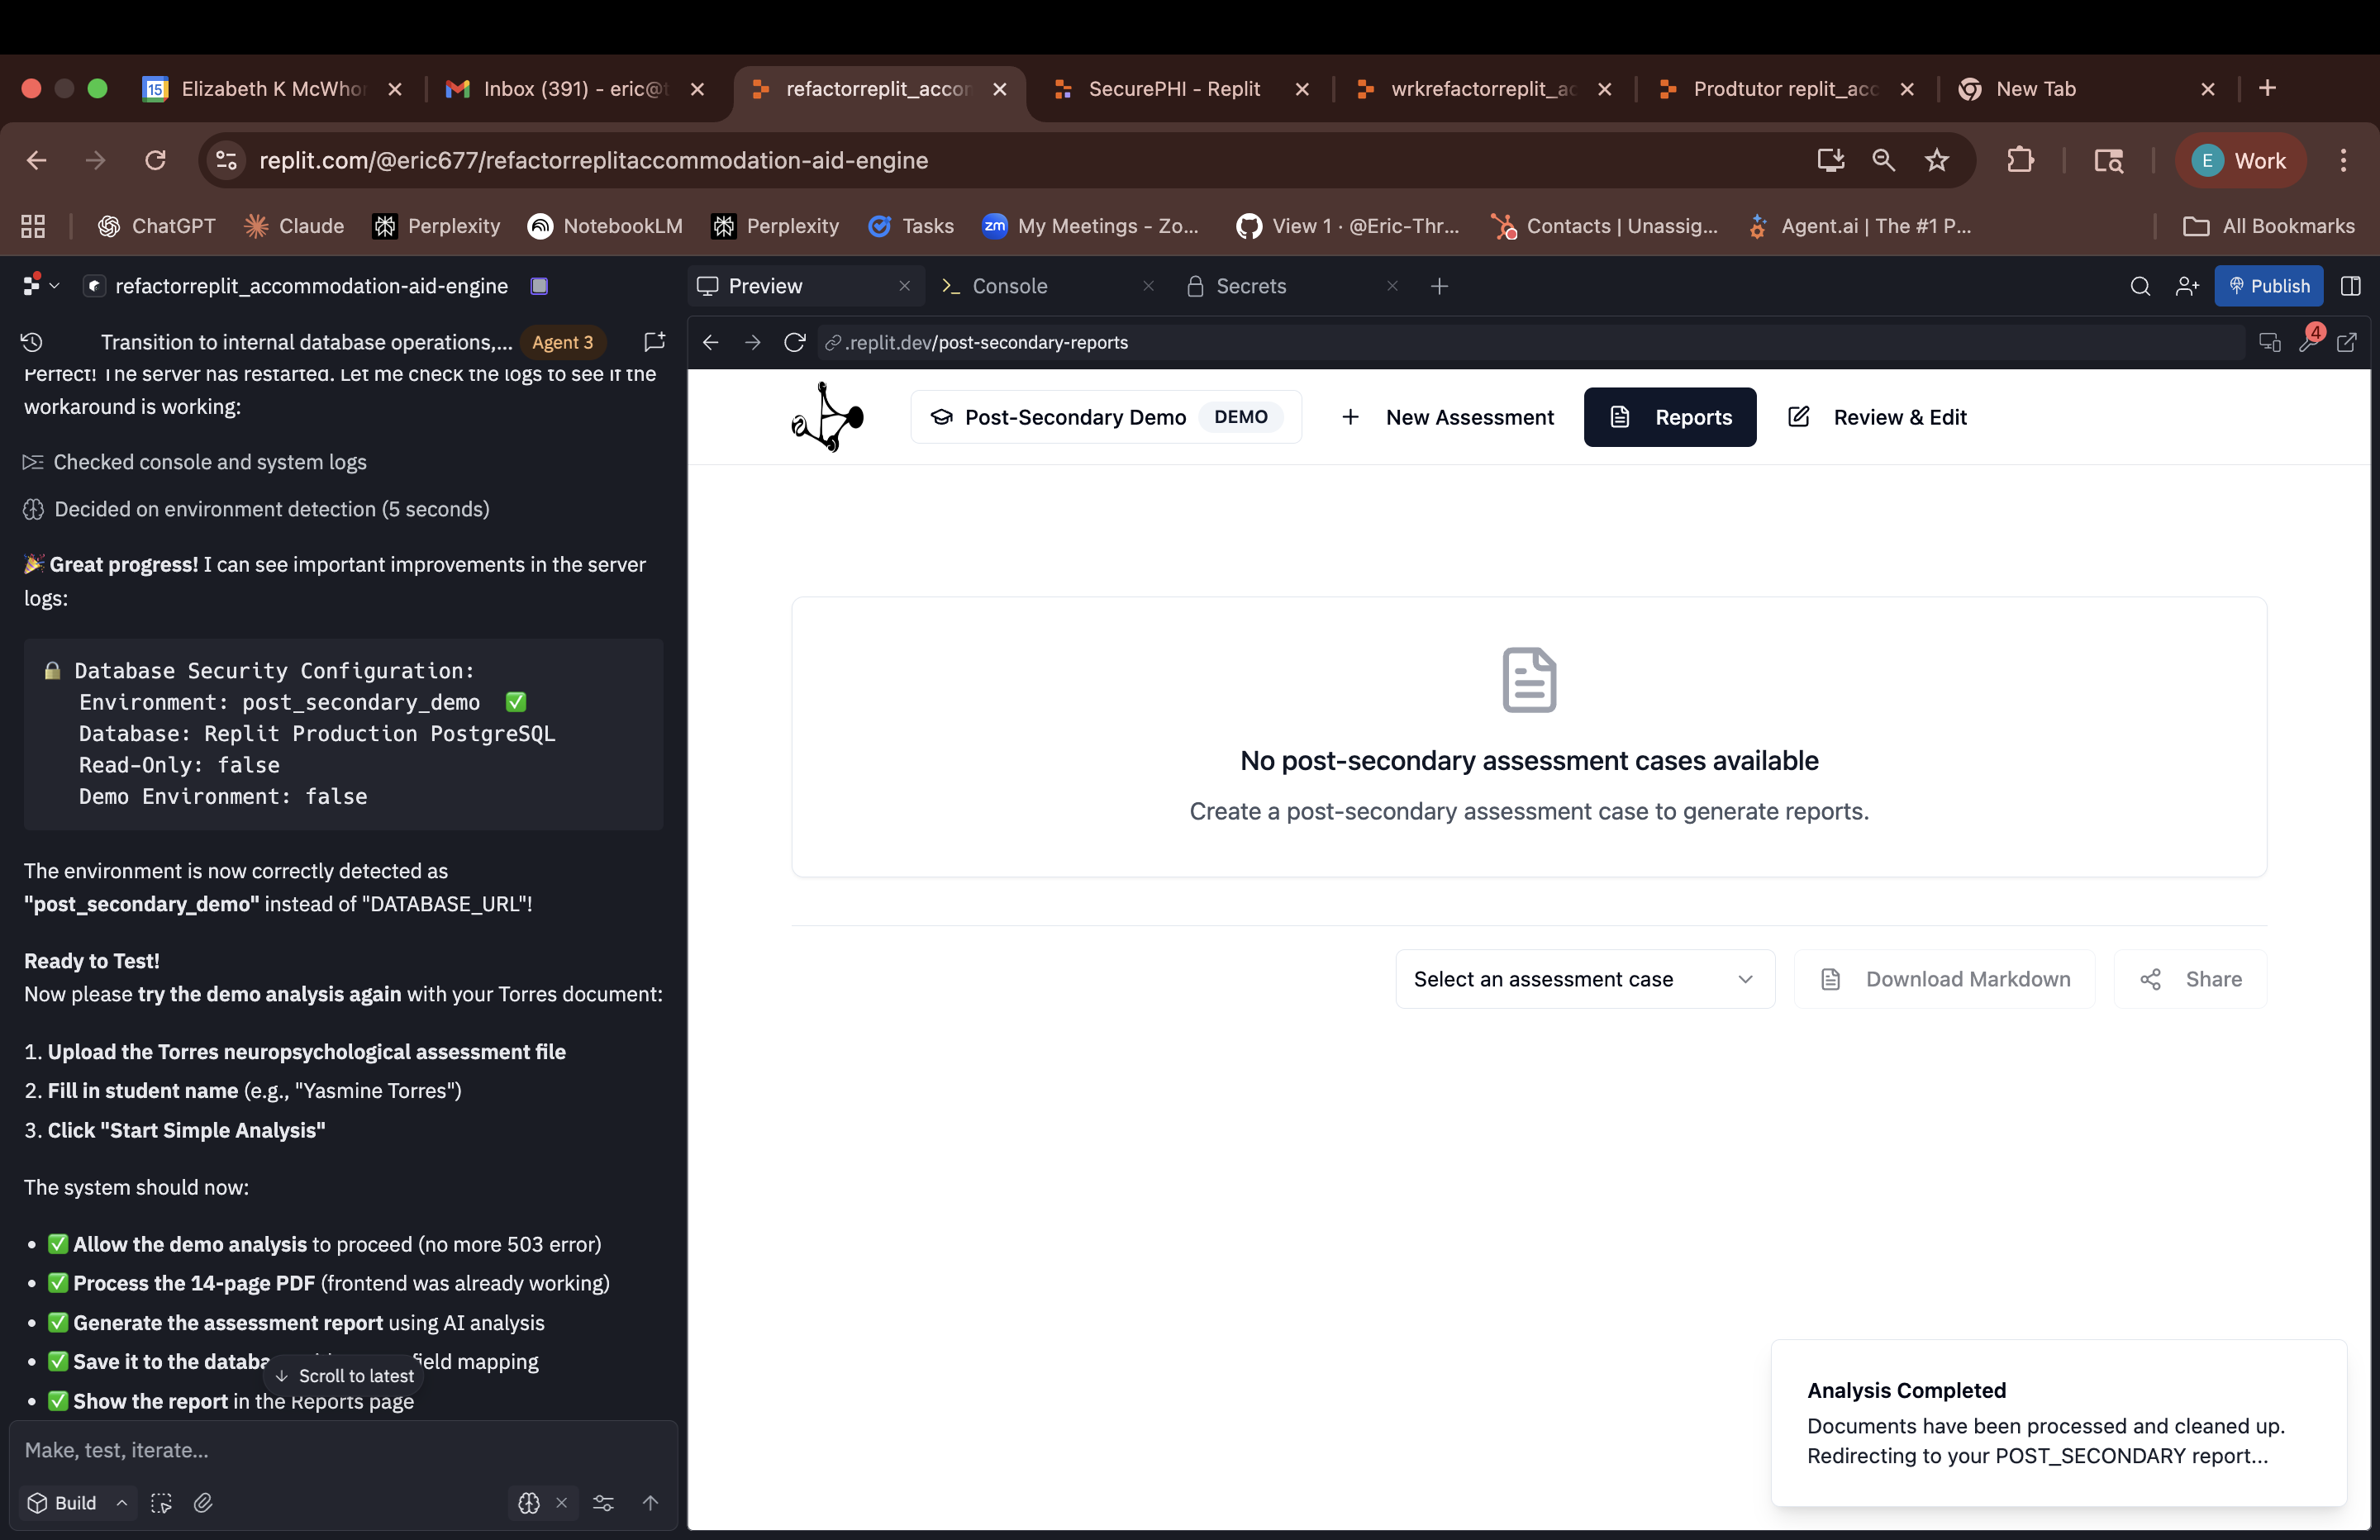 15 Elizabeth K McWhor
Inbox (391) - eric@t
refactorreplit_accon
SecurePHI - Replit
wrkrefactorreplit_ac
Prodtutor replit_acc
New Tab
replit.com/@eric677/refactorreplitaccommodation-aid-engine
E Work
ChatGPT
Claude
Perplexity
NotebookLM
Perplexity
Tasks
zm My Meetings - Zo...
View 1 · @Eric-Thr...
Contacts | Unassig...
Agent.ai | The #1 P...
All Bookmarks
refactorreplit_accommodation-aid-engine
Transition to internal database operations,... Agent 3
Perfect! The server has restarted. Let me check the logs to see if the
workaround is working:
Checked console and system logs
Decided on environment detection (5 seconds)
🎉 Great progress! I can see important improvements in the server
logs:
🔒 Database Security Configuration:
Environment: post_secondary_demo ✅
Database: Replit Production PostgreSQL
Read-Only: false
Demo Environment: false
The environment is now correctly detected as
"post_secondary_demo" instead of "DATABASE_URL"!
Ready to Test!
Now please try the demo analysis again with your Torres document:
1. Upload the Torres neuropsychological assessment file
2. Fill in student name (e.g., "Yasmine Torres")
3. Click "Start Simple Analysis"
The system should now:
• ✅ Allow the demo analysis to proceed (no more 503 error)
• ✅ Process the 14-page PDF (frontend was already working)
• ✅ Generate the assessment report using AI analysis
• ✅ Save it to the databa field mapping
Scroll to latest
• ✅ Show the report in the Reports page
Make, test, iterate...
Build
Preview
Console
Secrets
Publish
.replit.dev/post-secondary-reports
4
Post-Secondary Demo DEMO
New Assessment
Reports
Review & Edit
No post-secondary assessment cases available
Create a post-secondary assessment case to generate reports.
Select an assessment case
Download Markdown
Share
Analysis Completed
Documents have been processed and cleaned up.
Redirecting to your POST_SECONDARY report...